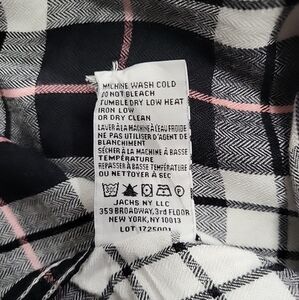 MACHINE WASH COLD
DO NOT BLEACH
TUMBLE DRY LOW HEAT
IRON LOW
OR DRY CLEAN
LAVER À LA MACHINE À L'EAU FROIDE
NE PAS UTILISER D'AGENT DE
BLANCHIMENT
SÉCHER À LA MACHINE À BASSE
TEMPÉRATURE
REPASSER À BASSE TEMPÉRATURE
OU NETTOYER À SEC
JACHS NY LLC
359 BROADWAY, 3rd FLOOR
NEW YORK, NY 10013
LOT: 1725001